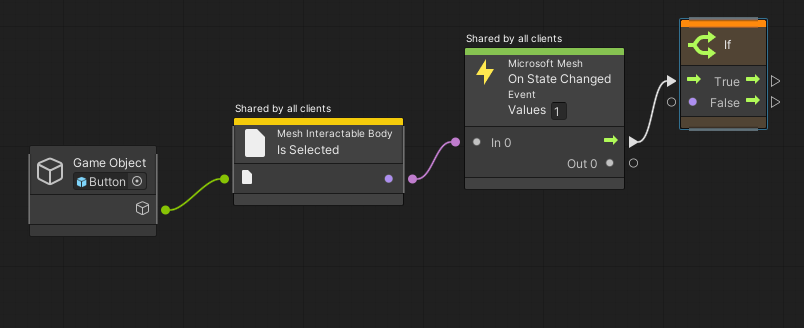 Game Object
Button
Shared by all clients
Mesh Interactable Body
Is Selected
Shared by all clients
Microsoft Mesh
On State Changed
Event
Values 1
In 0
Out 0
If
True
False